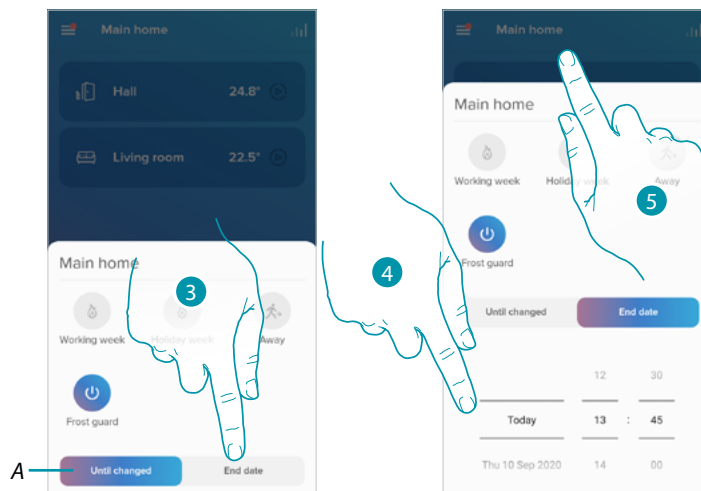 Main home
Hall 24.8°
Living room 22.5°
Main home
3
Working week Holiday week Away
Frost guard
A
Until changed End date
Main home
Main home
5
Working week Holiday week Away
4
Frost guard
Until changed End date
12 30
Today 13 : 45
Thu 10 Sep 2020 14 00